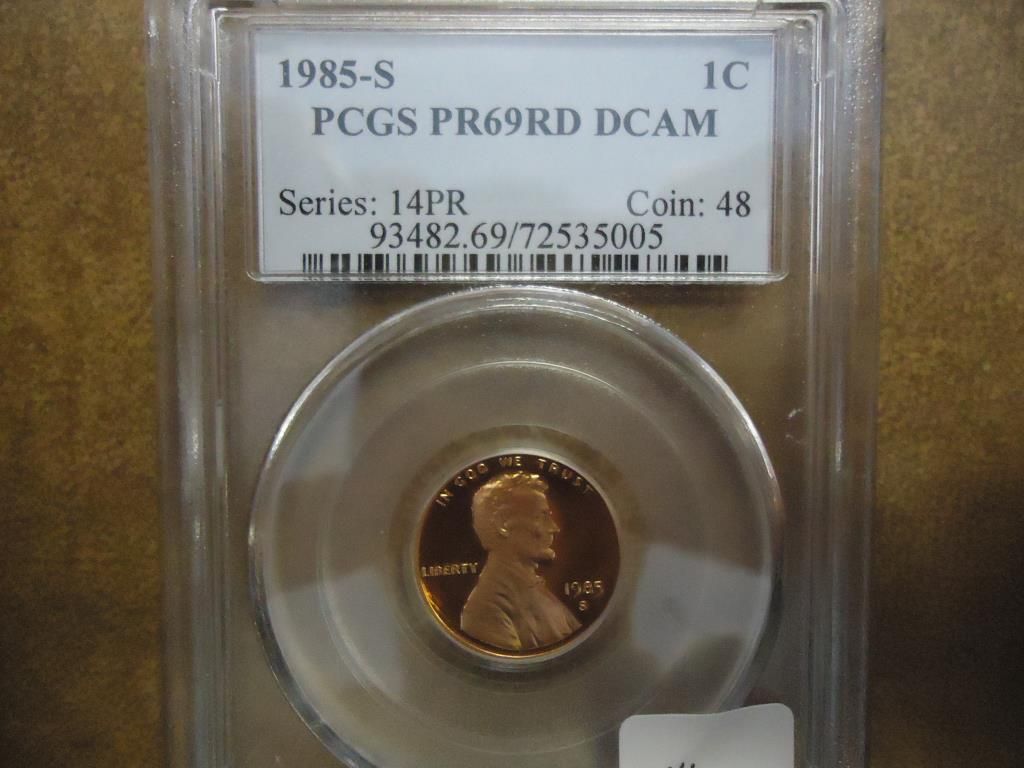 1985-S 1C
PCGS PR69RD DCAM
Series: 14PR Coin: 48
93482.69/72535005
IN GOD WE TRUST
LIBERTY
1985
S